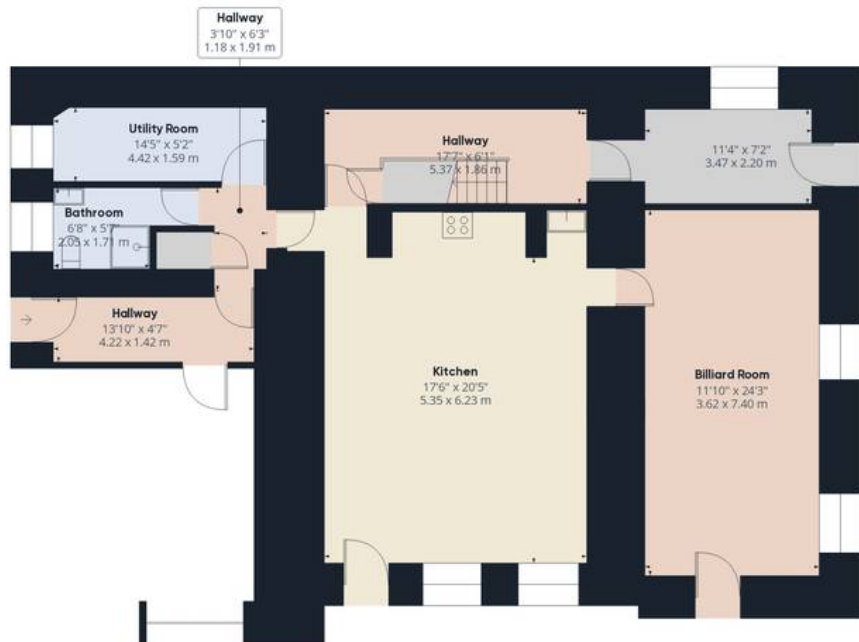 Hallway
3'10" x 6'3"
1.18 x 1.91 m
Utility Room
14'5" x 5'2"
4.42 x 1.59 m
Hallway
17'7" x 6'1"
5.37 x 1.86 m
11'4" x 7'2"
3.47 x 2.20 m
Bathroom
6'8" x 5'7"
2.05 x 1.71 m
Hallway
13'10" x 4'7"
4.22 x 1.42 m
Kitchen
17'6" x 20'5"
5.35 x 6.23 m
Billiard Room
11'10" x 24'3"
3.62 x 7.40 m